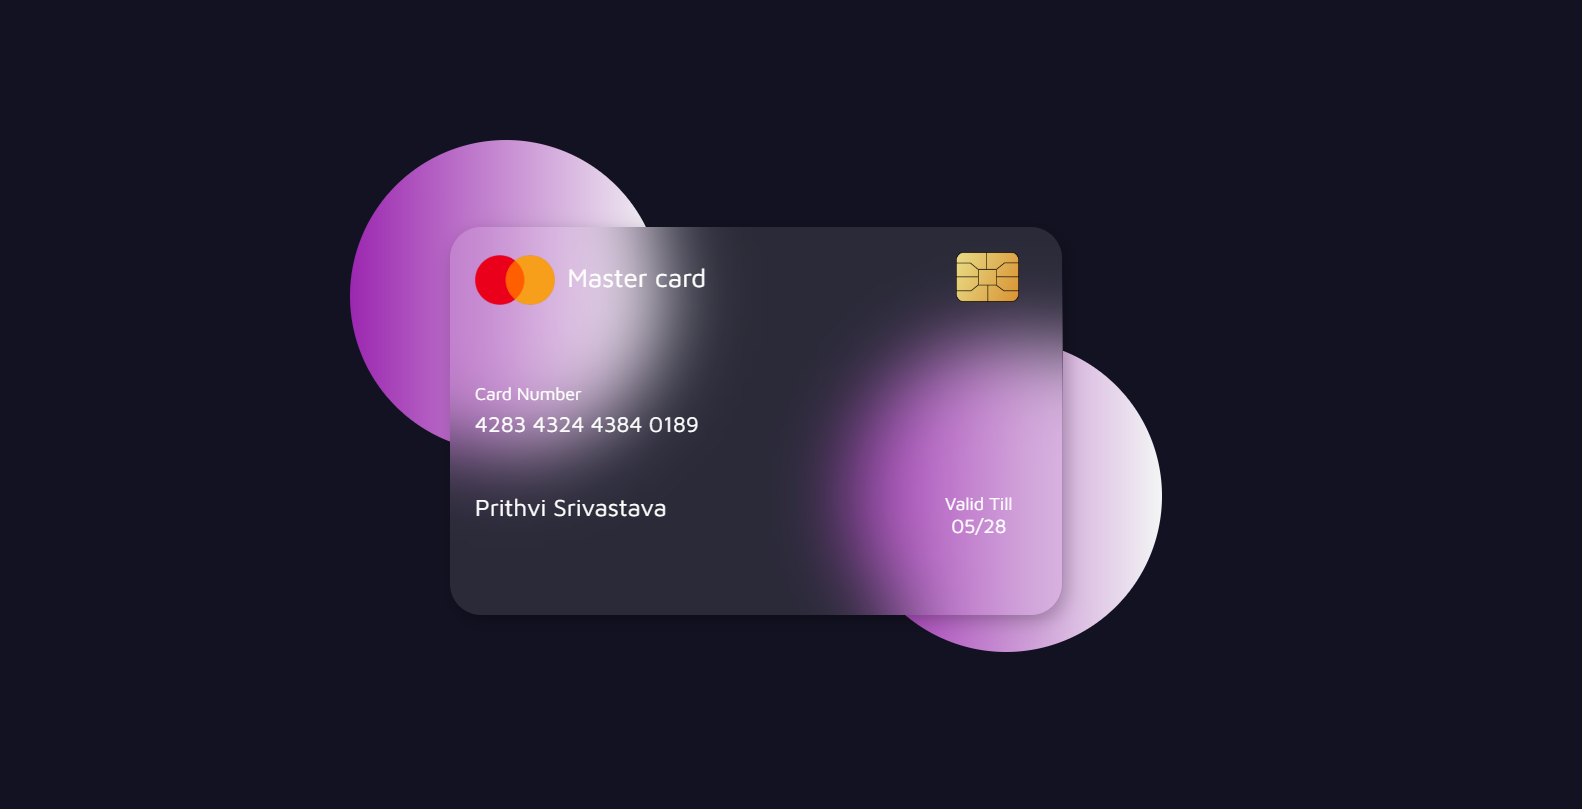 Master card
Card Number
4283 4324 4384 0189
Prithvi Srivastava
Valid Till
05/28